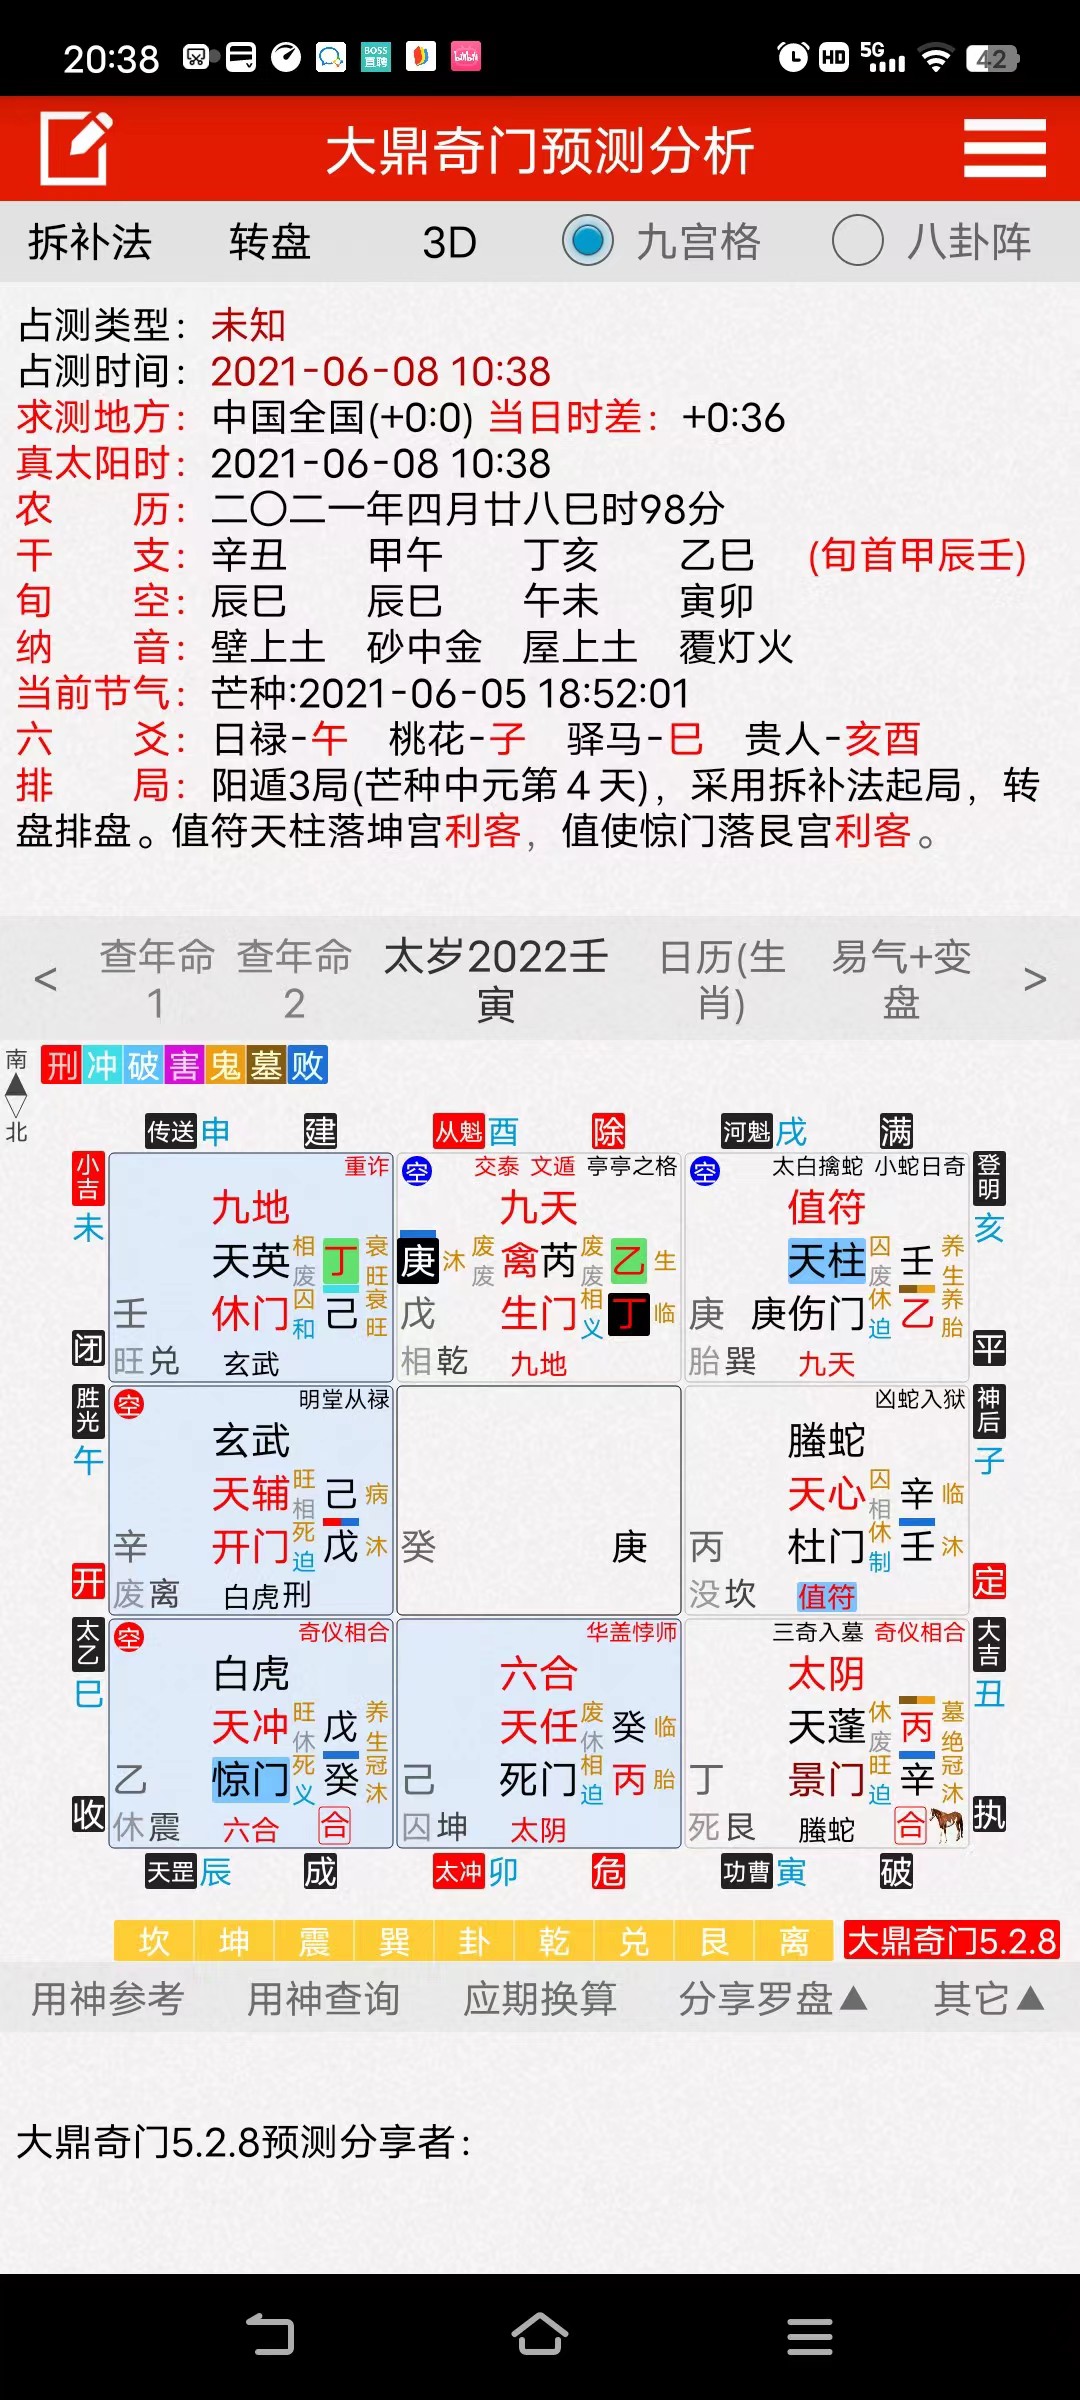 20:38 BOSS 直聘 HD 5G 42
大鼎奇门预测分析
拆补法 转盘 3D 九宫格 八卦阵
占测类型：未知
占测时间：2021-06-08 10:38
求测地方：中国全国(+0:0) 当日时差：+0:36
真太阳时：2021-06-08 10:38
农 历：二〇二一年四月廿八巳时98分
干 支：辛丑 甲午 丁亥 乙巳 (旬首甲辰壬)
旬 空：辰巳 辰巳 午未 寅卯
纳 音：壁上土 砂中金 屋上土 覆灯火
当前节气：芒种:2021-06-05 18:52:01
六 爻：日禄-午 桃花-子 驿马-巳 贵人-亥酉
排 局：阳遁3局(芒种中元第４天)，采用拆补法起局，转
盘排盘。值符天柱落坤宫利客，值使惊门落艮宫利客。
< 查年命 查年命 太岁2022壬 日历(生 易气+变 >
1 2 寅 肖) 盘
南 刑冲破害鬼墓败
北
传送 申 建 从魁 酉 除 河魁 戌 满
小吉 重诈 空 交泰 文遁 亭亭之格 空 太白擒蛇 小蛇日奇 登明
九地 九天 值符
未 亥
天英 相废 丁 衰旺 庚 沐 废废 禽芮 废废 乙 生 天柱 囚废 壬 养生
壬 休门 囚和 己 衰旺 戊 生门 相义 丁 临 庚 庚伤门 休迫 乙 养胎
闭 旺兑 玄武 相乾 九地 胎巽 九天 平
胜光 空 明堂从禄 凶蛇入狱 神后
玄武 螣蛇
午 子
天辅 旺相 己 病 天心 囚相 辛 临
辛 开门 死迫 戊 沐 癸 庚 丙 杜门 休制 壬 沐
开 废离 白虎刑 没坎 值符 定
太乙 空 奇仪相合 华盖悖师 三奇入墓 奇仪相合 大吉
白虎 六合 太阴
巳 丑
天冲 旺休 戊 养生 天任 废休 癸 临 天蓬 休废 丙 墓绝
乙 惊门 死义 癸 冠沐 己 死门 相迫 丙 胎 丁 景门 旺迫 辛 冠沐
收 休震 六合 合 囚坤 太阴 死艮 螣蛇 合 执
天罡 辰 成 太冲 卯 危 功曹 寅 破
坎 坤 震 巽 卦 乾 兑 艮 离 大鼎奇门5.2.8
用神参考 用神查询 应期换算 分享罗盘▲ 其它▲
大鼎奇门5.2.8预测分享者：